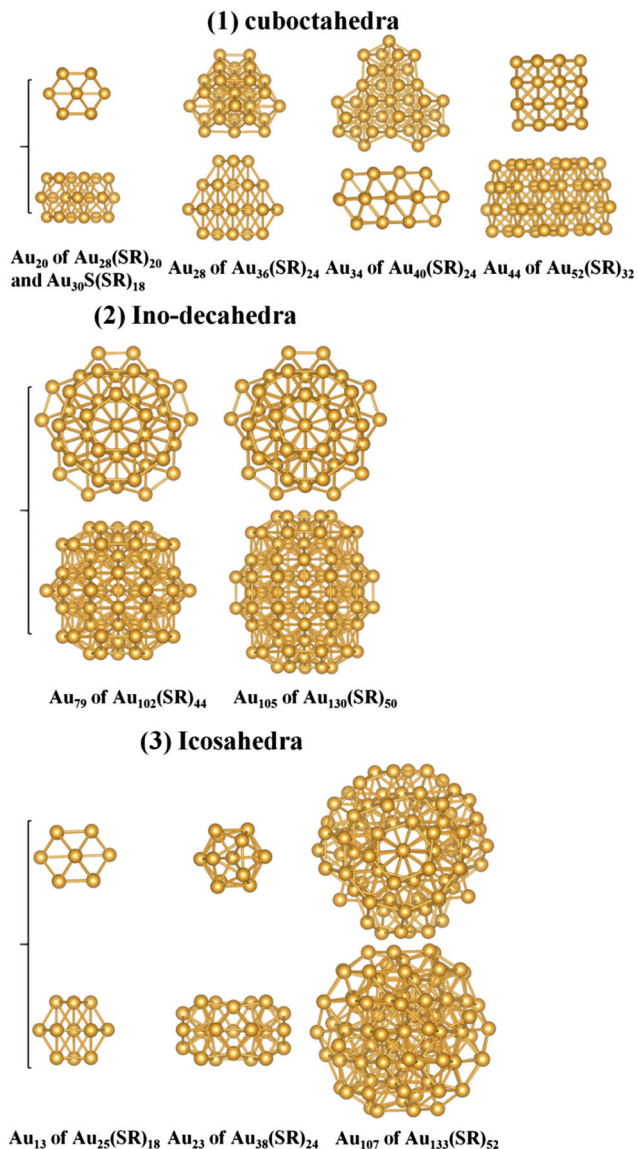 (1) cuboctahedra
Au₂₀ of Au₂₈(SR)₂₀
and Au₃₀S(SR)₁₈
Au₂₈ of Au₃₆(SR)₂₄
Au₃₄ of Au₄₀(SR)₂₄
Au₄₄ of Au₅₂(SR)₃₂
(2) Ino-decahedra
Au₇₉ of Au₁₀₂(SR)₄₄
Au₁₀₅ of Au₁₃₀(SR)₅₀
(3) Icosahedra
Au₁₃ of Au₂₅(SR)₁₈
Au₂₃ of Au₃₈(SR)₂₄
Au₁₀₇ of Au₁₃₃(SR)₅₂